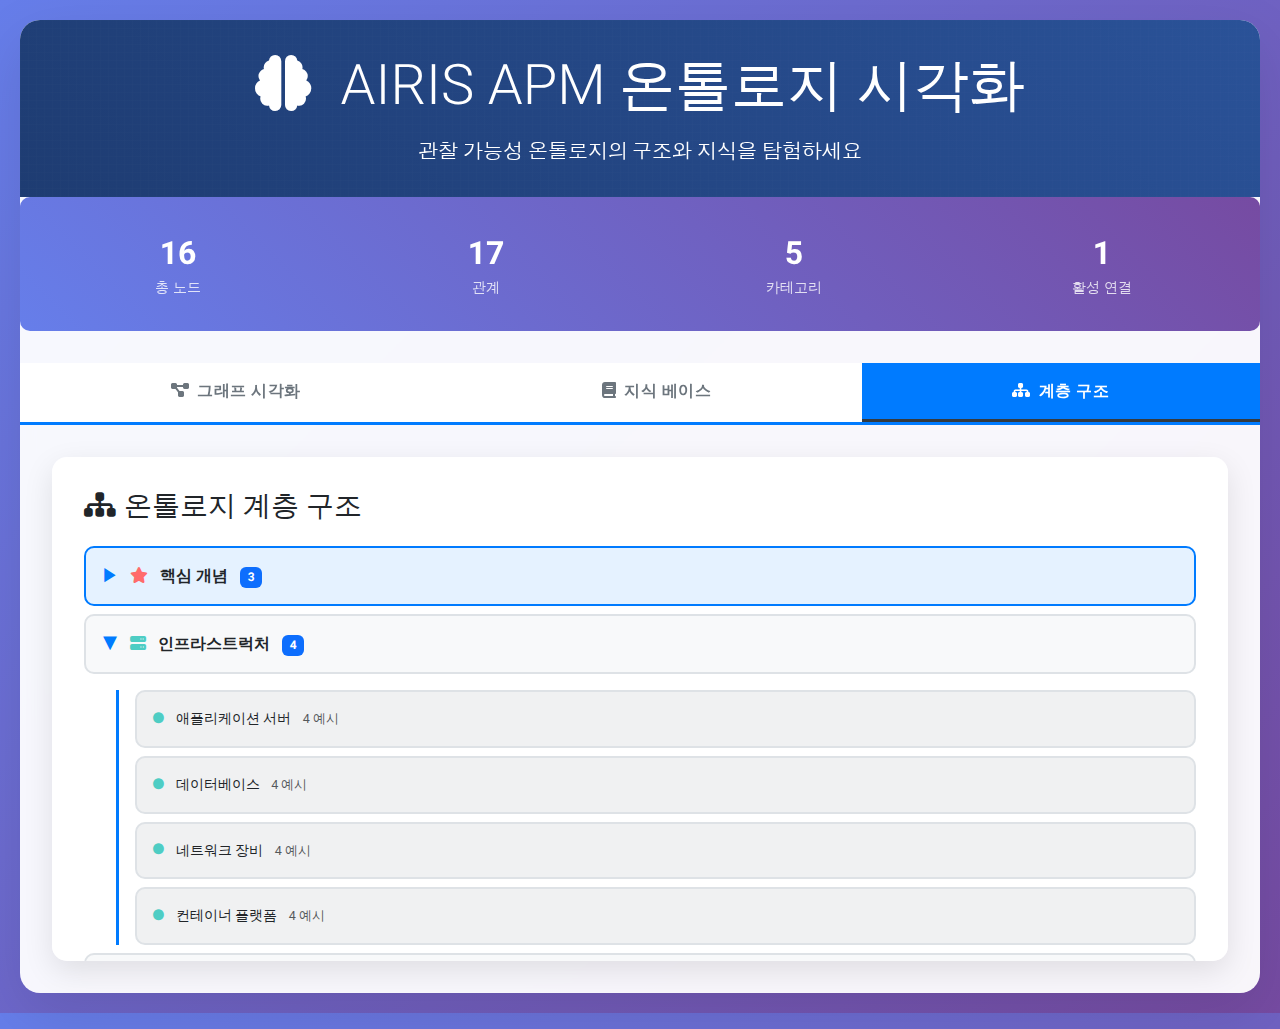 AIRIS APM 온톨로지 시각화
관찰 가능성 온톨로지의 구조와 지식을 탐험하세요
16
총 노드
17
관계
5
카테고리
1
활성 연결
그래프 시각화
지식 베이스
계층 구조
온톨로지 계층 구조
핵심 개념 3
인프라스트럭처 4
애플리케이션 서버 4 예시
데이터베이스 4 예시
네트워크 장비 4 예시
컨테이너 플랫폼 4 예시